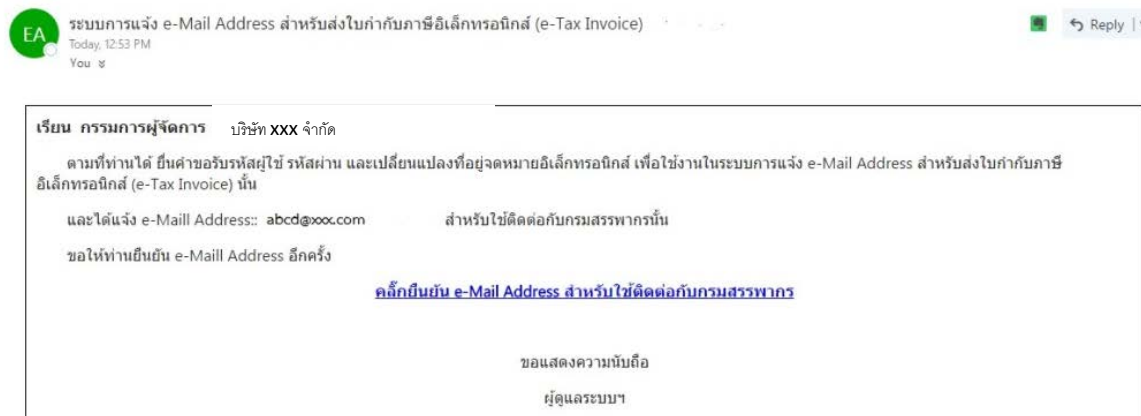 EA
ระบบการแจ้ง e-Mail Address สำหรับส่งใบกำกับภาษีอิเล็กทรอนิกส์ (e-Tax Invoice)
Reply
Today, 12:53 PM
You
เรียน กรรมการผู้จัดการ บริษัท XXX จำกัด
ตามที่ท่านได้ ยื่นคำขอรับรหัสผู้ใช้ รหัสผ่าน และเปลี่ยนแปลงที่อยู่จดหมายอิเล็กทรอนิกส์ เพื่อใช้งานในระบบการแจ้ง e-Mail Address สำหรับส่งใบกำกับภาษี
อิเล็กทรอนิกส์ (e-Tax Invoice) นั้น
และได้แจ้ง e-Maill Address:: abcd@xxx.com สำหรับใช้ติดต่อกับกรมสรรพากรนั้น
ขอให้ท่านยืนยัน e-Maill Address อีกครั้ง
คลิ๊กยืนยัน e-Mail Address สำหรับใช้ติดต่อกับกรมสรรพากร
ขอแสดงความนับถือ
ผู้ดูแลระบบฯ